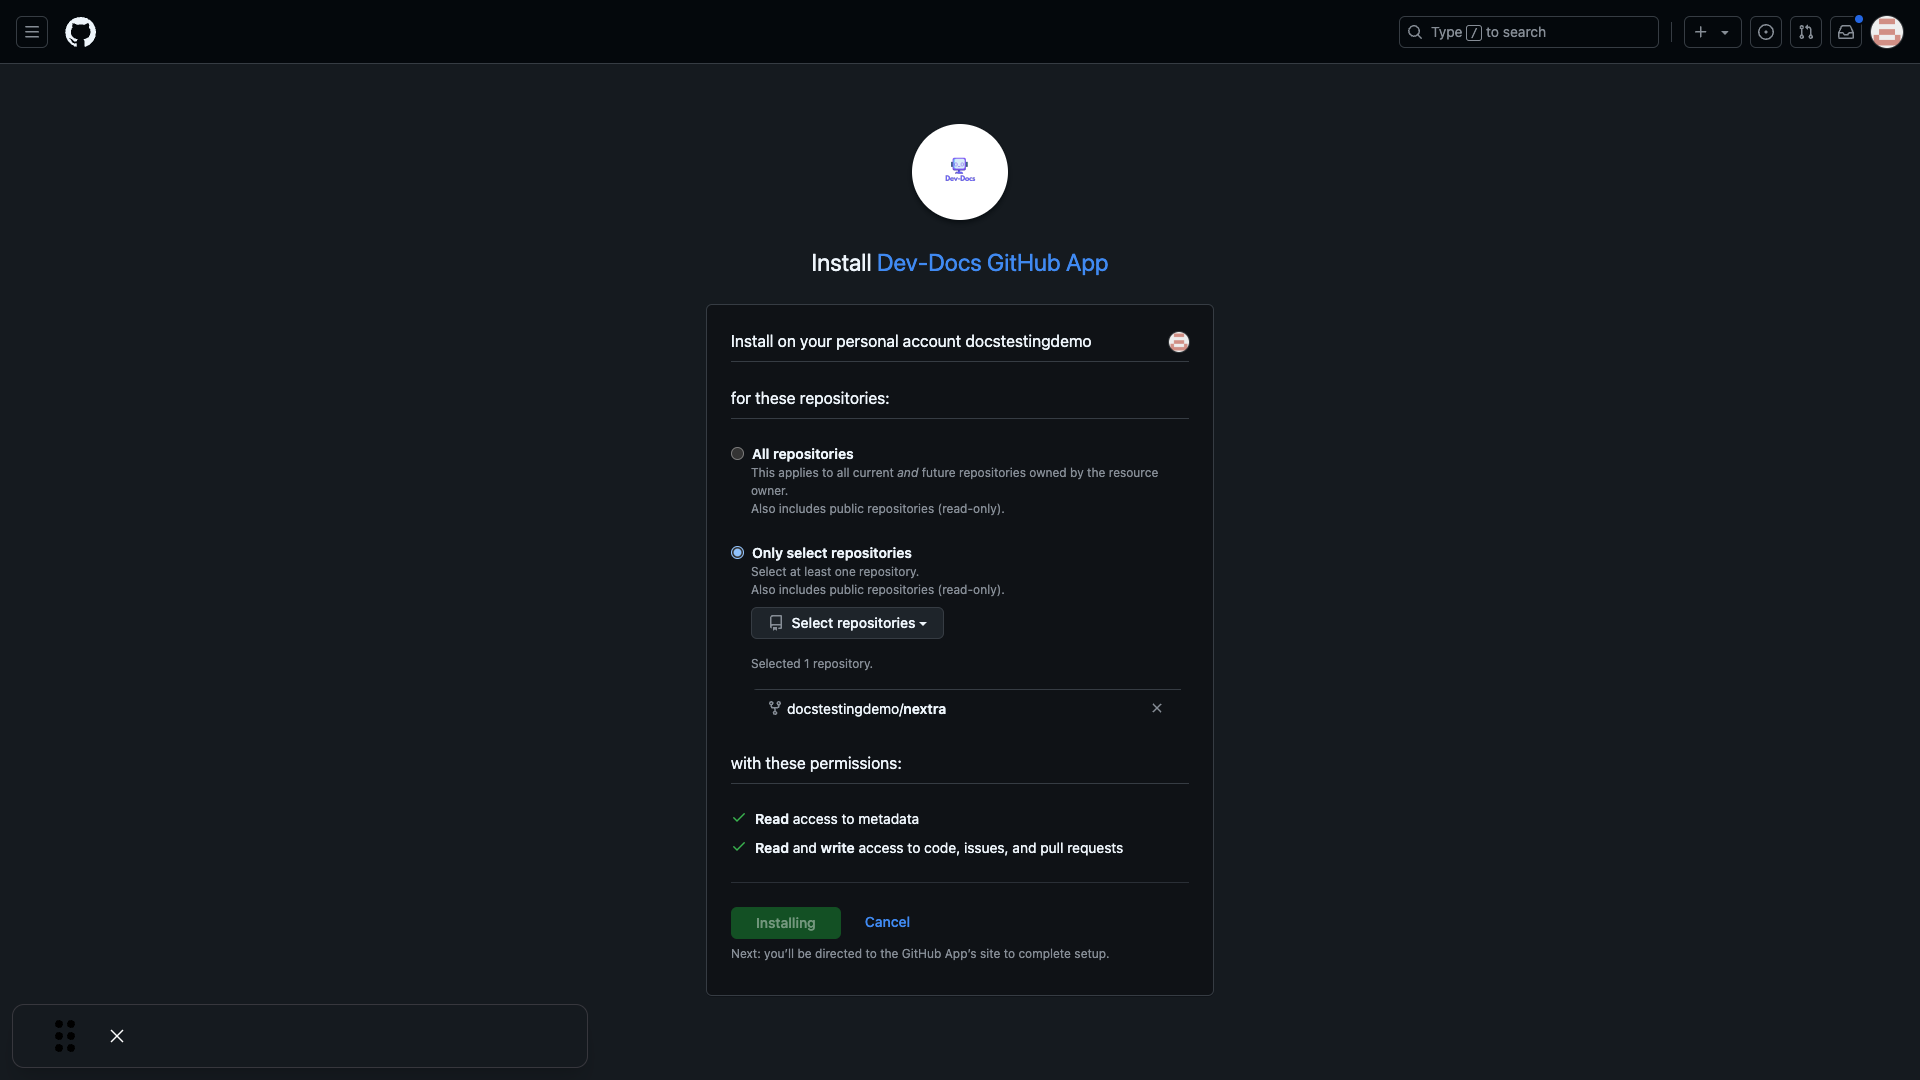 Type / to search
Dev-Docs
Install Dev-Docs GitHub App
Install on your personal account docstestingdemo
for these repositories:
All repositories
This applies to all current and future repositories owned by the resource
owner.
Also includes public repositories (read-only).
Only select repositories
Select at least one repository.
Also includes public repositories (read-only).
Select repositories
Selected 1 repository.
docstestingdemo/nextra
with these permissions:
Read access to metadata
Read and write access to code, issues, and pull requests
Installing Cancel
Next: you’ll be directed to the GitHub App’s site to complete setup.